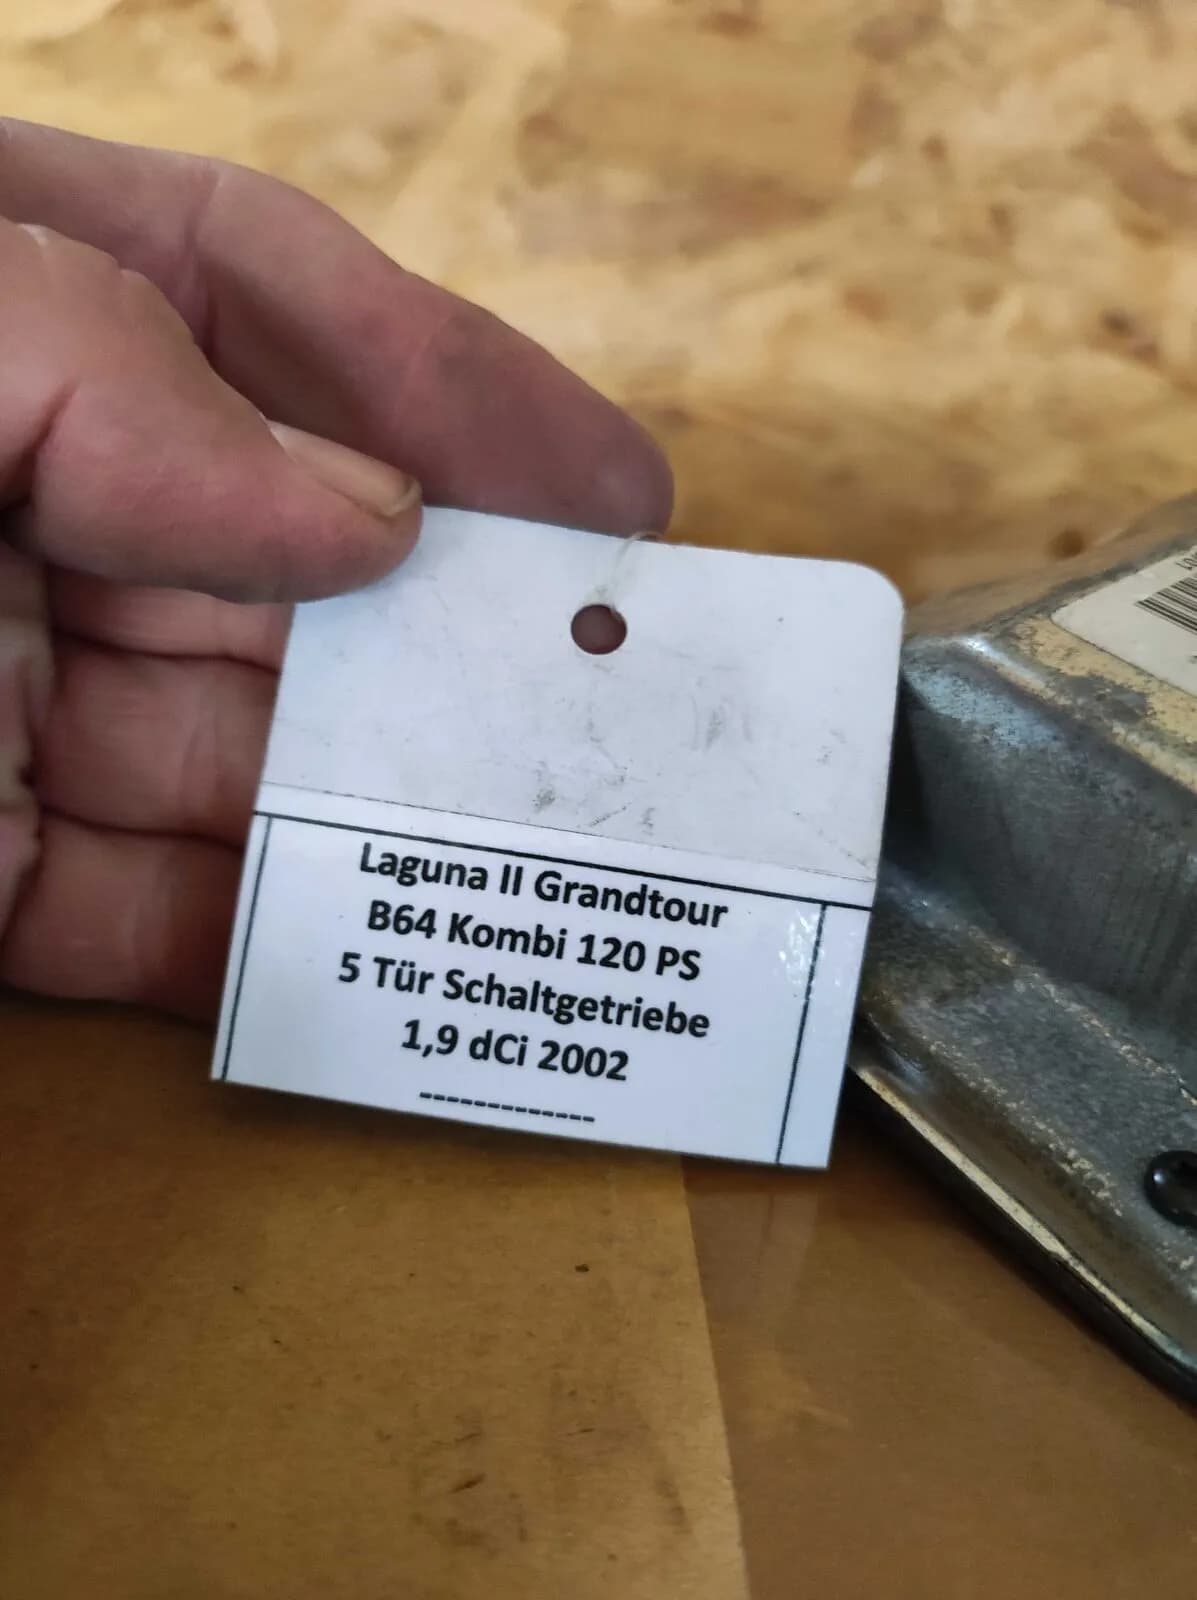 Laguna II Grandtour
B64 Kombi 120 PS
5 Tür Schaltgetriebe
1,9 dCi 2002
-------------